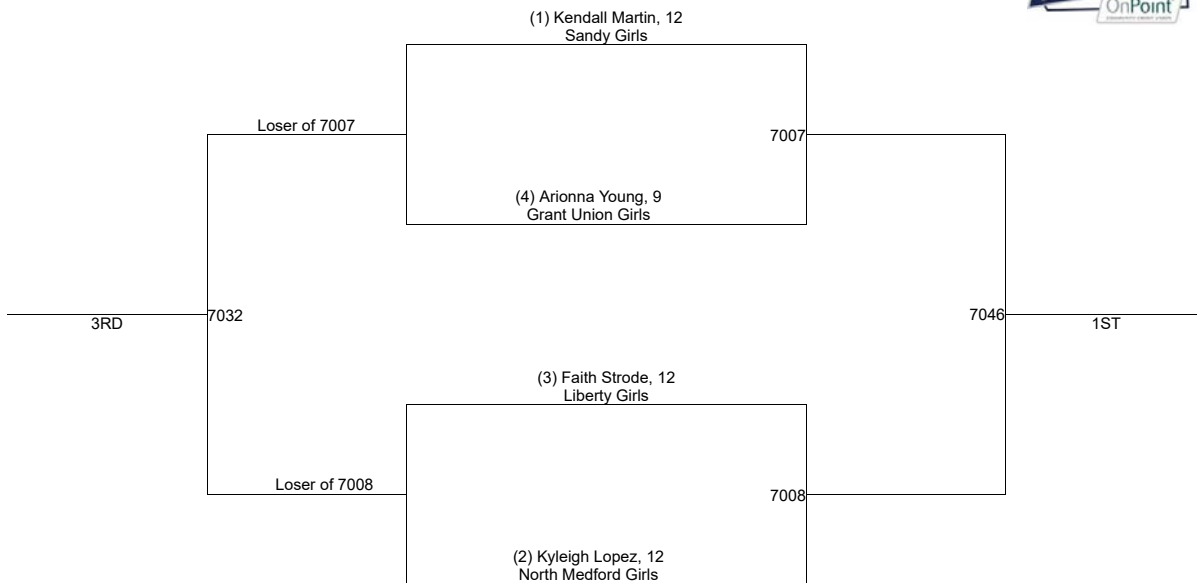 OnPoint
(1) Kendall Martin, 12
Sandy Girls
Loser of 7007
7007
(4) Arionna Young, 9
Grant Union Girls
3RD
7032
7046
1ST
(3) Faith Strode, 12
Liberty Girls
Loser of 7008
7008
(2) Kyleigh Lopez, 12
North Medford Girls